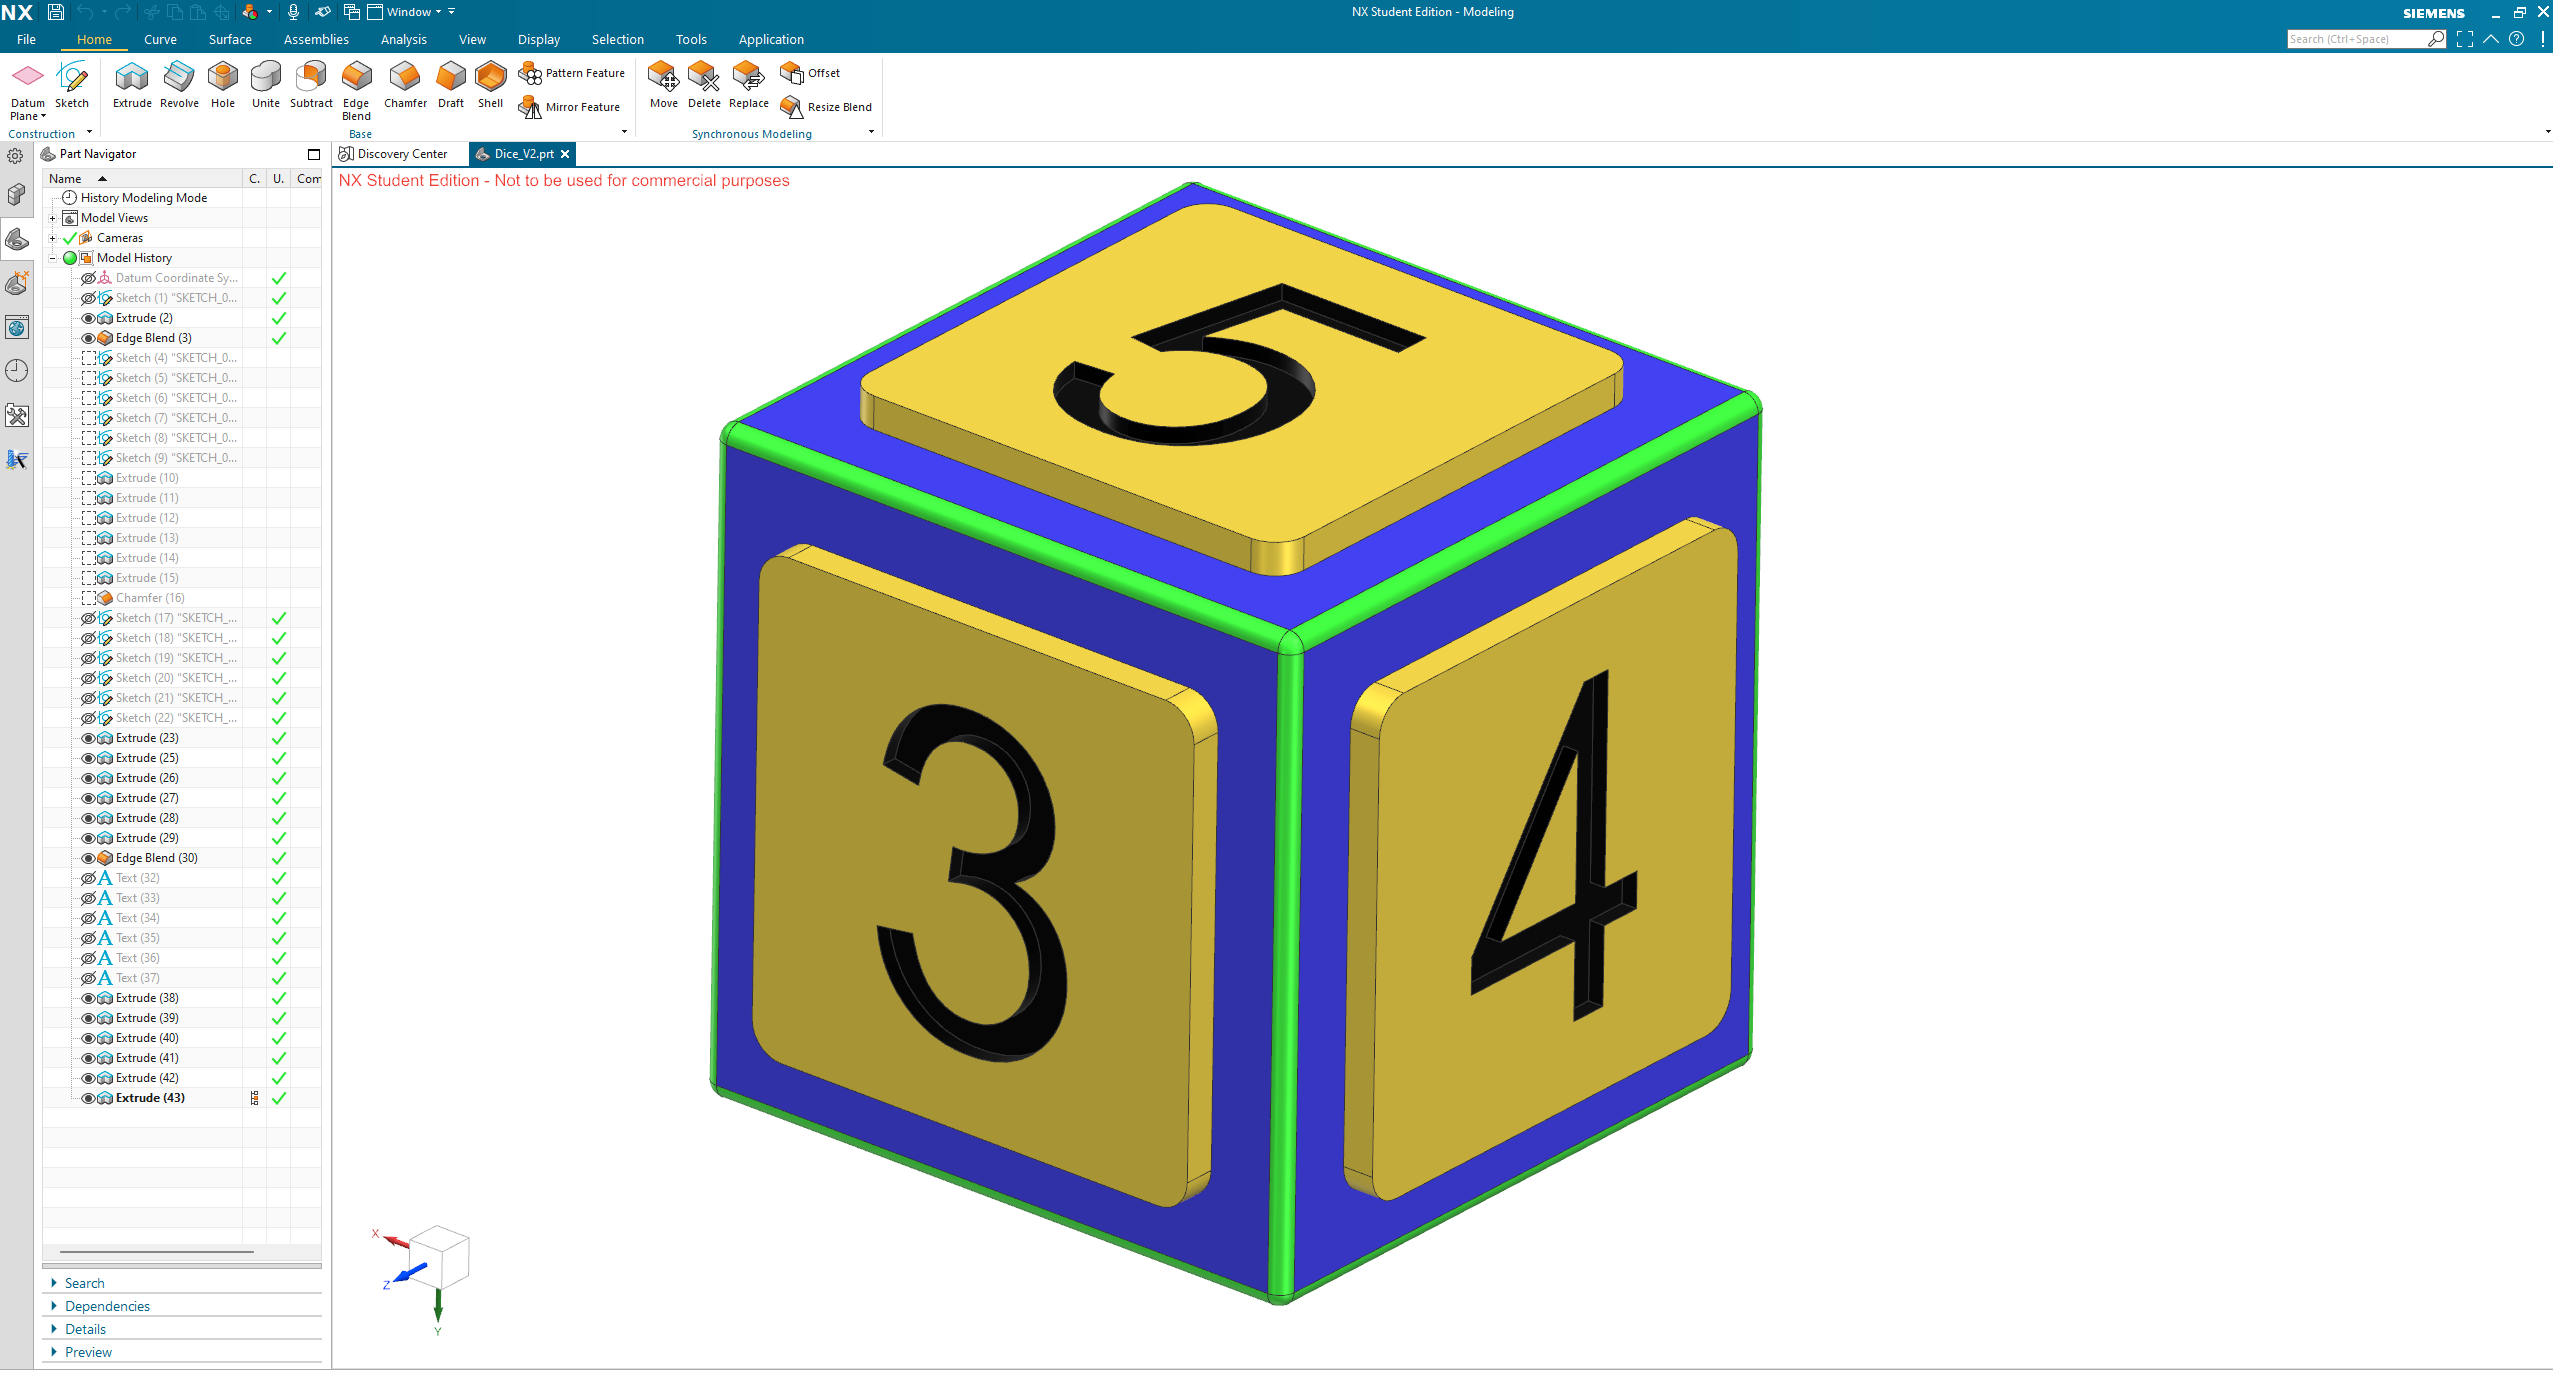 NX
Window
NX Student Edition - Modeling
SIEMENS
File Home Curve Surface Assemblies Analysis View Display Selection Tools Application
Search (Ctrl+Space)
Datum Plane
Sketch
Extrude
Revolve
Hole
Unite
Subtract
Edge Blend
Chamfer
Draft
Shell
Pattern Feature
Mirror Feature
Move
Delete
Replace
Offset
Resize Blend
Construction
Base
Synchronous Modeling
Part Navigator
Discovery Center
Dice_V2.prt
Name C. U. Com
NX Student Edition - Not to be used for commercial purposes
History Modeling Mode
Model Views
Cameras
Model History
Datum Coordinate Sy...
Sketch (1) "SKETCH_0...
Extrude (2)
Edge Blend (3)
Sketch (4) "SKETCH_0...
Sketch (5) "SKETCH_0...
Sketch (6) "SKETCH_0...
Sketch (7) "SKETCH_0...
Sketch (8) "SKETCH_0...
Sketch (9) "SKETCH_0...
Extrude (10)
Extrude (11)
Extrude (12)
Extrude (13)
Extrude (14)
Extrude (15)
Chamfer (16)
Sketch (17) "SKETCH_...
Sketch (18) "SKETCH_...
Sketch (19) "SKETCH_...
Sketch (20) "SKETCH_...
Sketch (21) "SKETCH_...
Sketch (22) "SKETCH_...
Extrude (23)
Extrude (25)
Extrude (26)
Extrude (27)
Extrude (28)
Extrude (29)
Edge Blend (30)
Text (32)
Text (33)
Text (34)
Text (35)
Text (36)
Text (37)
Extrude (38)
Extrude (39)
Extrude (40)
Extrude (41)
Extrude (42)
Extrude (43)
Search
Dependencies
Details
Preview
5
3
4
X
Z
Y